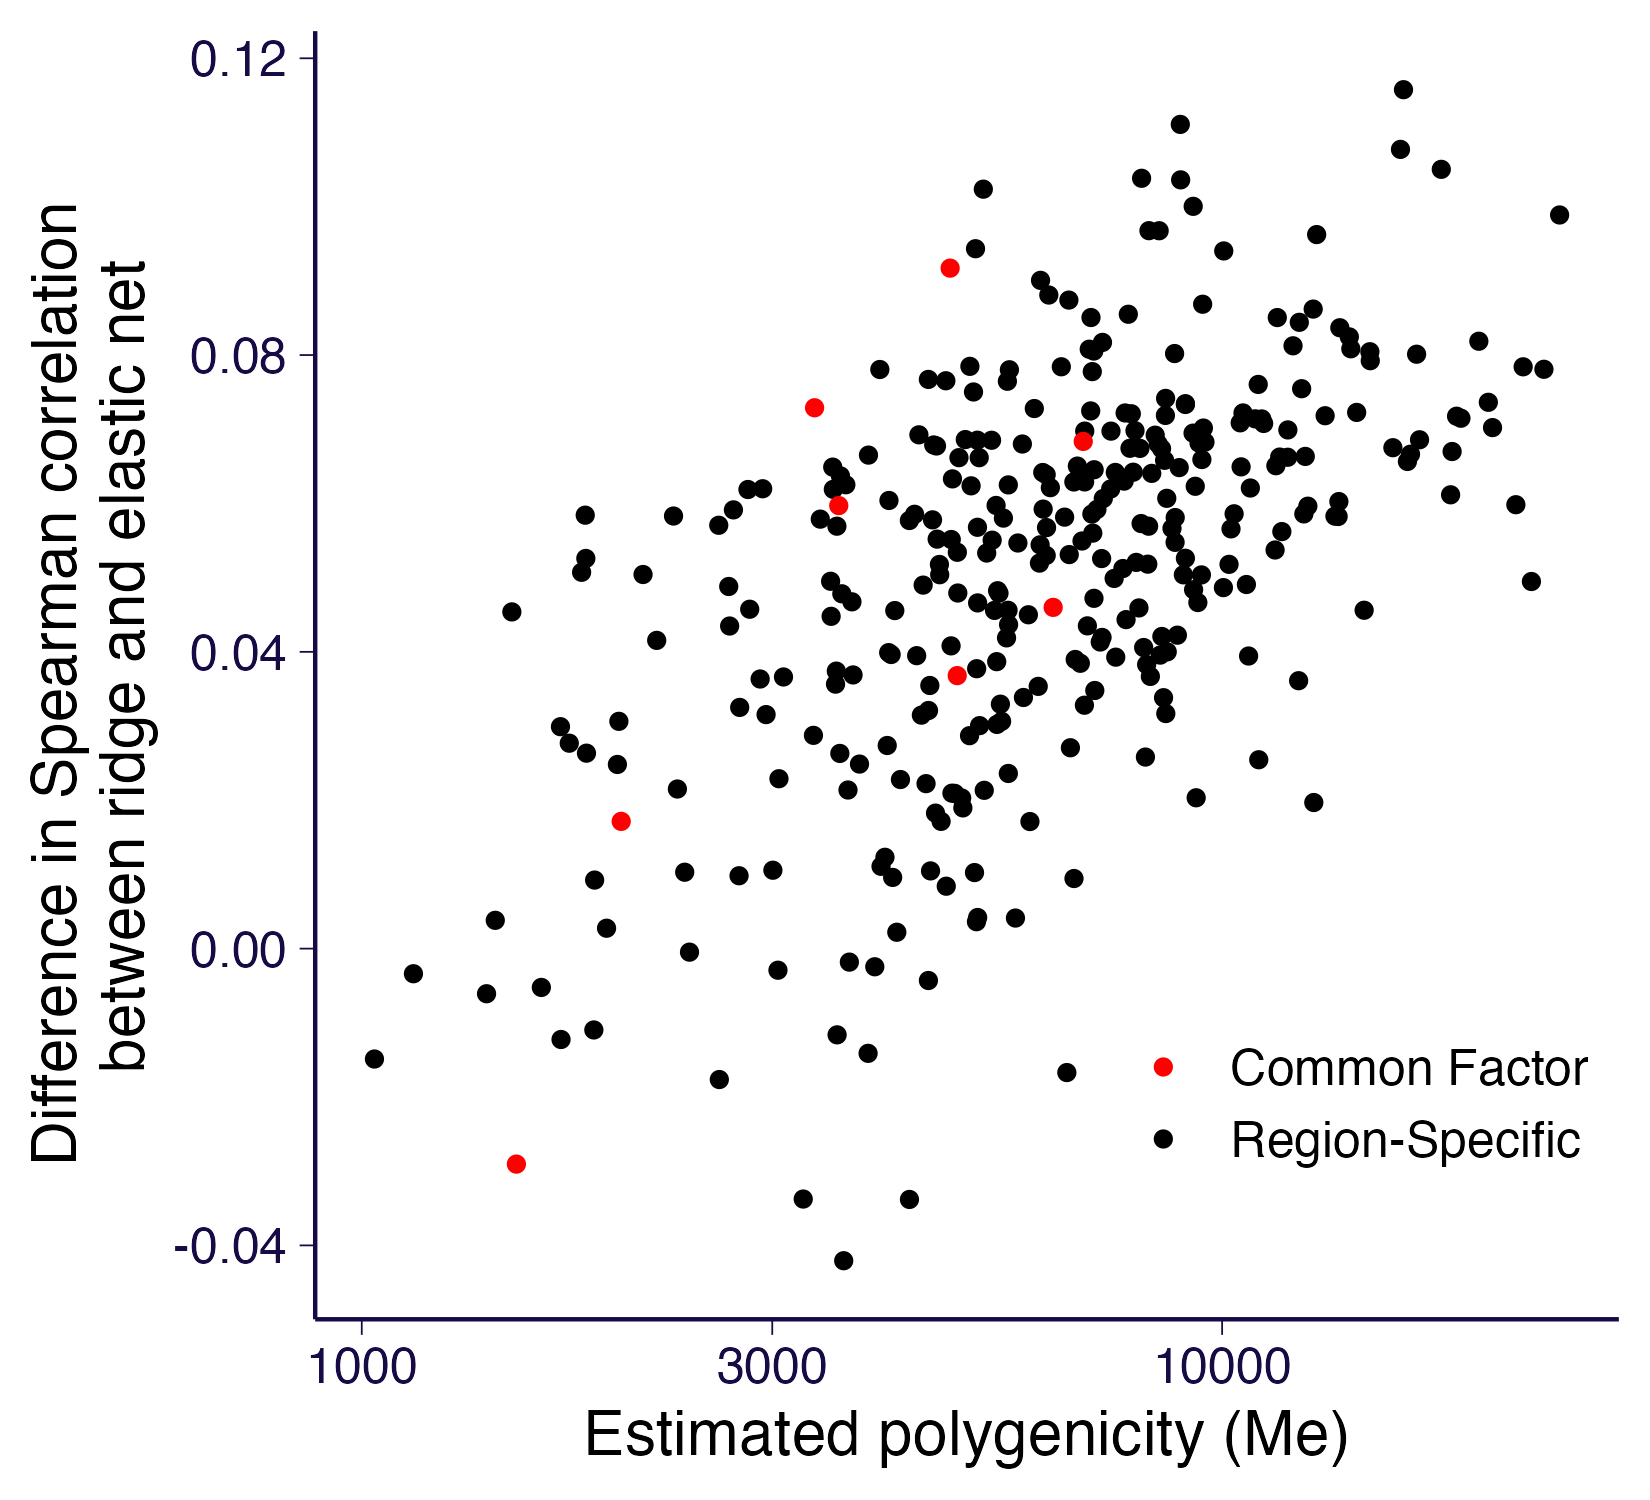 Difference in Spearman correlation
between ridge and elastic net
0.12
0.08
0.04
0.00
-0.04
Common Factor
Region-Specific
1000
3000
10000
Estimated polygenicity (Me)